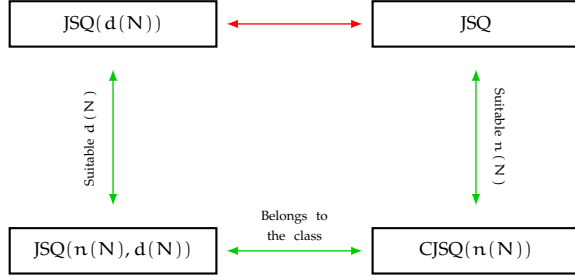 JSQ(d(N))
JSQ
Suitable d(N)
Suitable n(N)
Belongs to
the class
JSQ(n(N), d(N))
CJSQ(n(N))